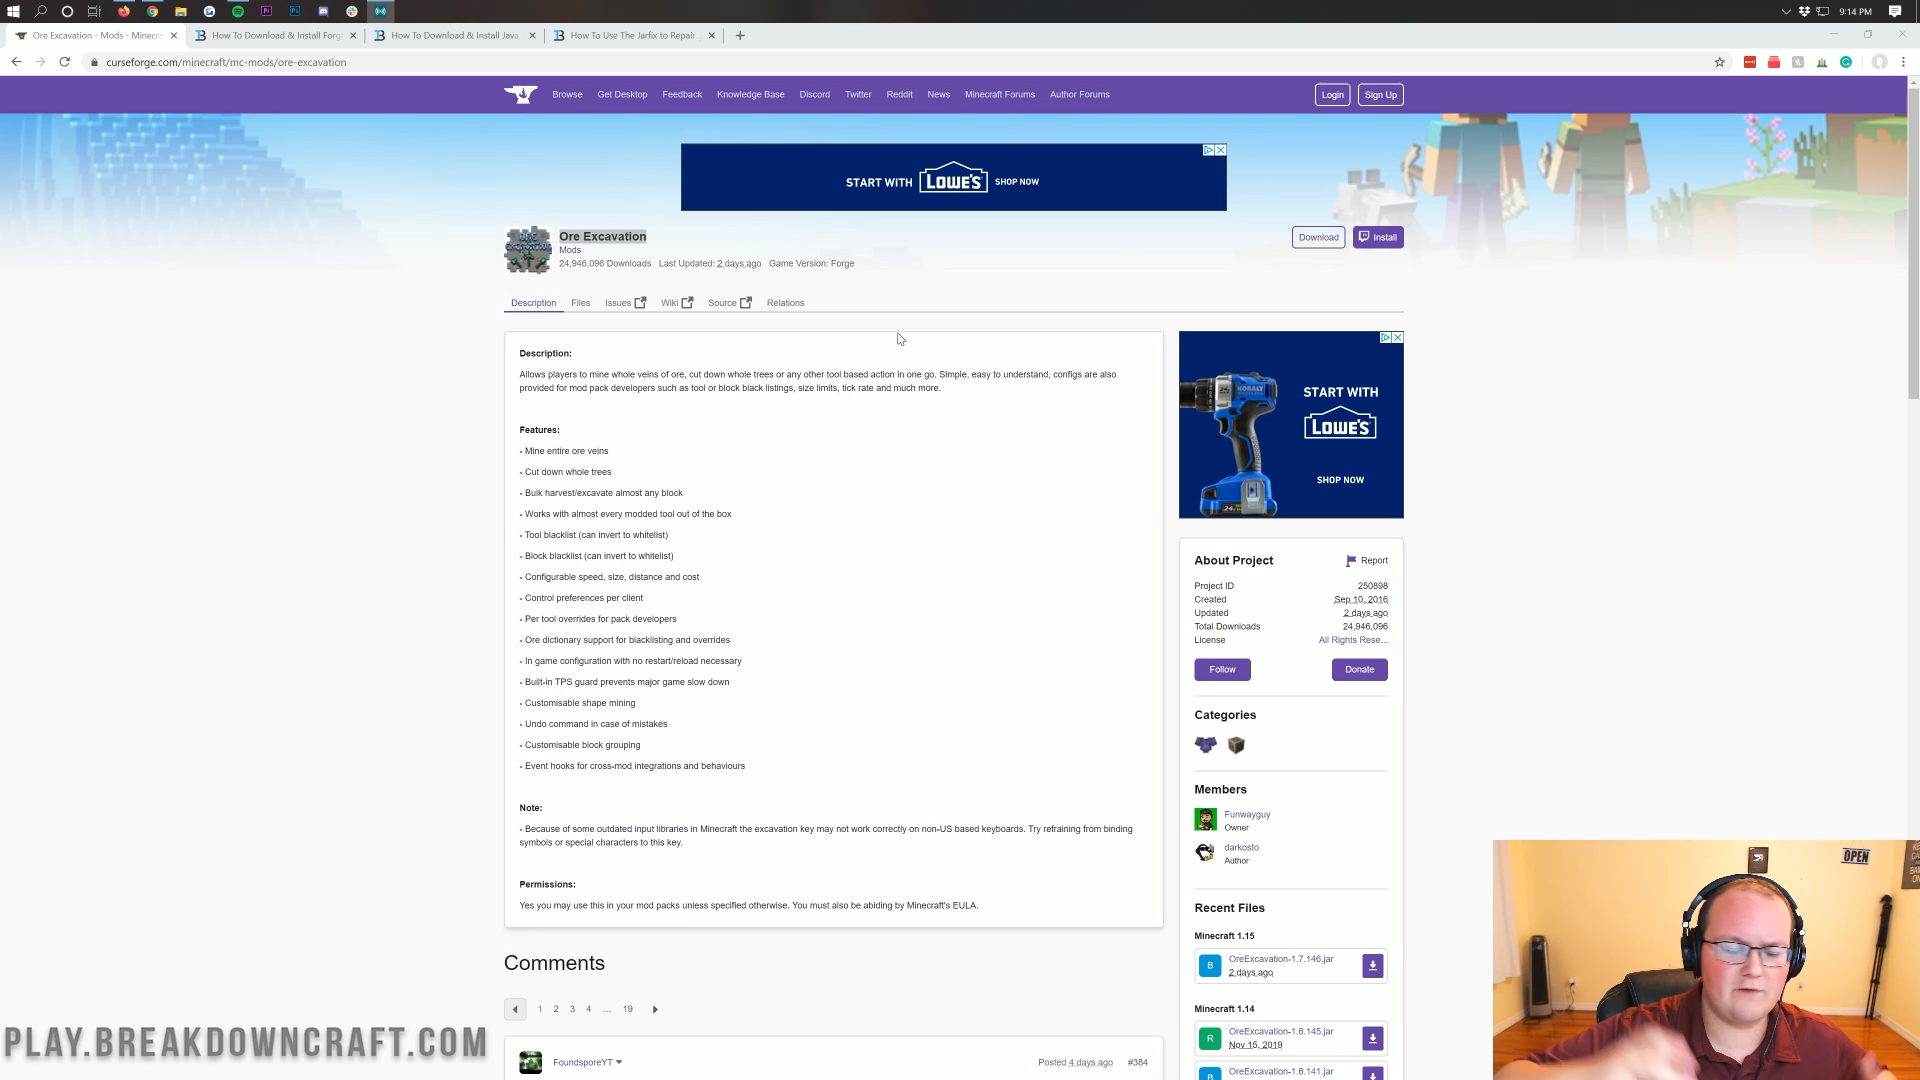 9:14 PM
Ore Excavation - Mods - Minecra
How To Download & Install Forg
How To Download & Install Java
How To Use The Jarfix to Repair
curseforge.com/minecraft/mc-mods/ore-excavation
Browse Get Desktop Feedback Knowledge Base Discord Twitter Reddit News Minecraft Forums Author Forums Login Sign Up
START WITH LOWE'S SHOP NOW
Ore Excavation
Mods
24,946,096 Downloads Last Updated: 2 days ago Game Version: Forge
Download Install
Description Files Issues Wiki Source Relations
Description:
Allows players to mine whole veins of ore, cut down whole trees or any other tool based action in one go. Simple, easy to understand, configs are also
provided for mod pack developers such as tool or block black listings, size limits, tick rate and much more.
Features:
- Mine entire ore veins
- Cut down whole trees
- Bulk harvest/excavate almost any block
- Works with almost every modded tool out of the box
- Tool blacklist (can invert to whitelist)
- Block blacklist (can invert to whitelist)
- Configurable speed, size, distance and cost
- Control preferences per client
- Per tool overrides for pack developers
- Ore dictionary support for blacklisting and overrides
- In game configuration with no restart/reload necessary
- Built-in TPS guard prevents major game slow down
- Customisable shape mining
- Undo command in case of mistakes
- Customisable block grouping
- Event hooks for cross-mod integrations and behaviours
Note:
- Because of some outdated input libraries in Minecraft the excavation key may not work correctly on non-US based keyboards. Try refraining from binding
symbols or special characters to this key.
Permissions:
Yes you may use this in your mod packs unless specified otherwise. You must also be abiding by Minecraft's EULA.
Comments
1 2 3 4 ... 19
FoundsporeYT
Posted 4 days ago #384
KOBALT
START WITH
LOWE'S
SHOP NOW
About Project
Report
Project ID 250898
Created Sep 10, 2016
Updated 2 days ago
Total Downloads 24,946,096
License All Rights Rese...
Follow Donate
Categories
Members
Funwayguy
Owner
darkosto
Author
Recent Files
Minecraft 1.15
B OreExcavation-1.7.146.jar
2 days ago
Minecraft 1.14
R OreExcavation-1.6.145.jar
Nov 15, 2019
B OreExcavation-1.6.141.jar
OPEN
PLAY.BREAKDOWNCRAFT.COM